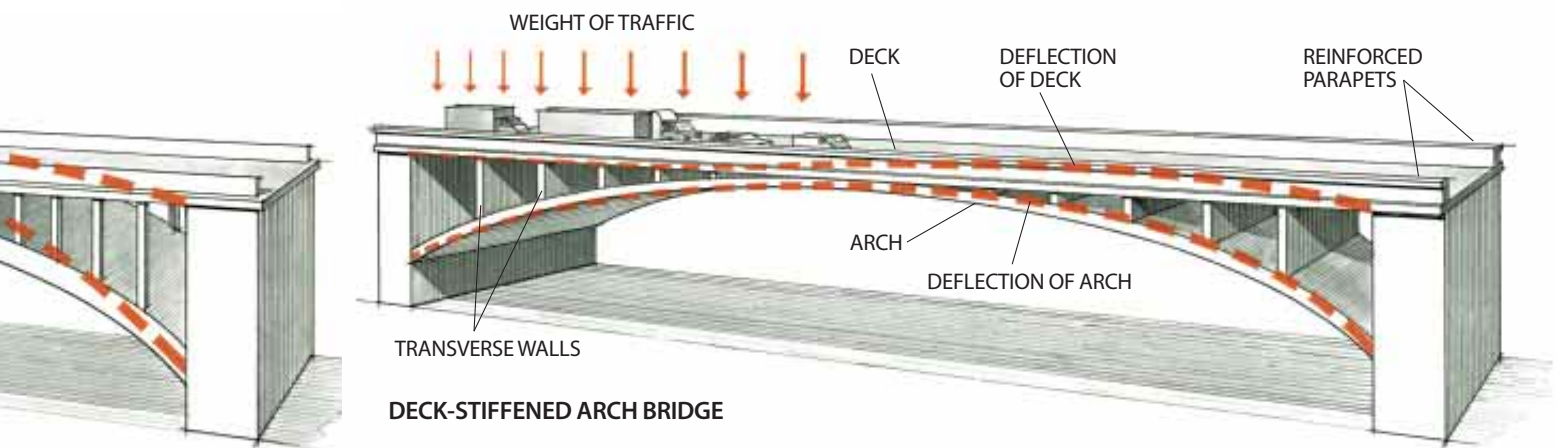 WEIGHT OF TRAFFIC
DECK
DEFLECTION
OF DECK
REINFORCED
PARAPETS
ARCH
DEFLECTION OF ARCH
TRANSVERSE WALLS
DECK-STIFFENED ARCH BRIDGE